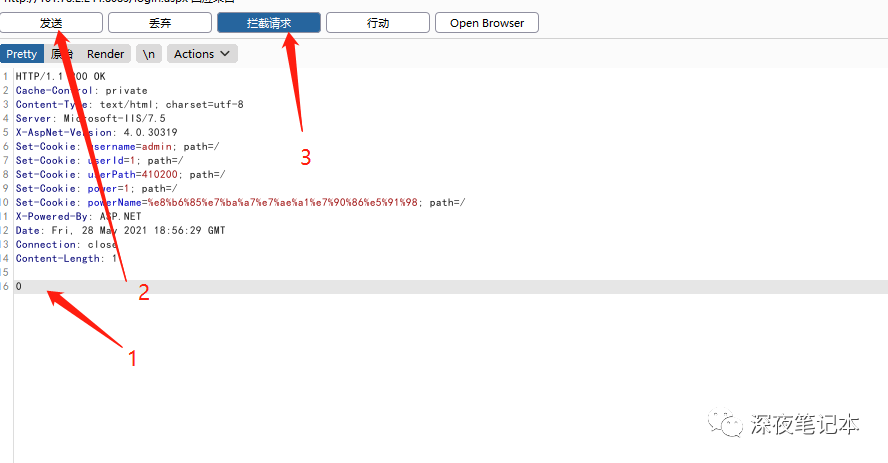 发送 丢弃 拦截请求 行动 Open Browser
Pretty 原始 Render \n Actions
1 HTTP/1.1 200 OK
2 Cache-Control: private
3 Content-Type: text/html; charset=utf-8
4 Server: Microsoft-IIS/7.5
5 X-AspNet-Version: 4.0.30319
6 Set-Cookie: username=admin; path=/
7 Set-Cookie: userId=1; path=/
8 Set-Cookie: userPath=410200; path=/
9 Set-Cookie: power=1; path=/
10 Set-Cookie: powerName=%e8%b6%85%e7%ba%a7%e7%ae%a1%e7%90%86%e5%91%98; path=/
11 X-Powered-By: ASP.NET
12 Date: Fri, 28 May 2021 18:56:29 GMT
13 Connection: close
14 Content-Length: 1
15
16 0
3
2
1
深夜笔记本